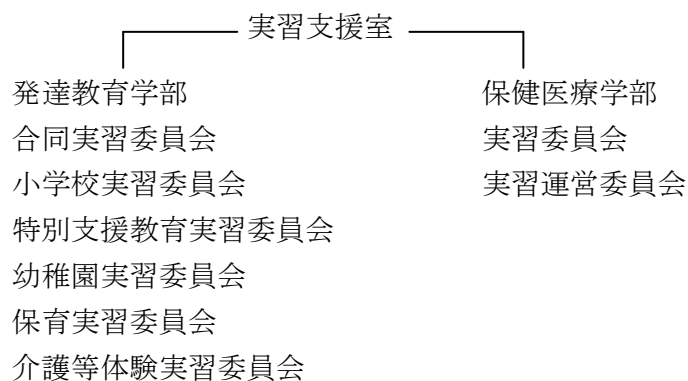 実習支援室
発達教育学部
合同実習委員会
小学校実習委員会
特別支援教育実習委員会
幼稚園実習委員会
保育実習委員会
介護等体験実習委員会
保健医療学部
実習委員会
実習運営委員会